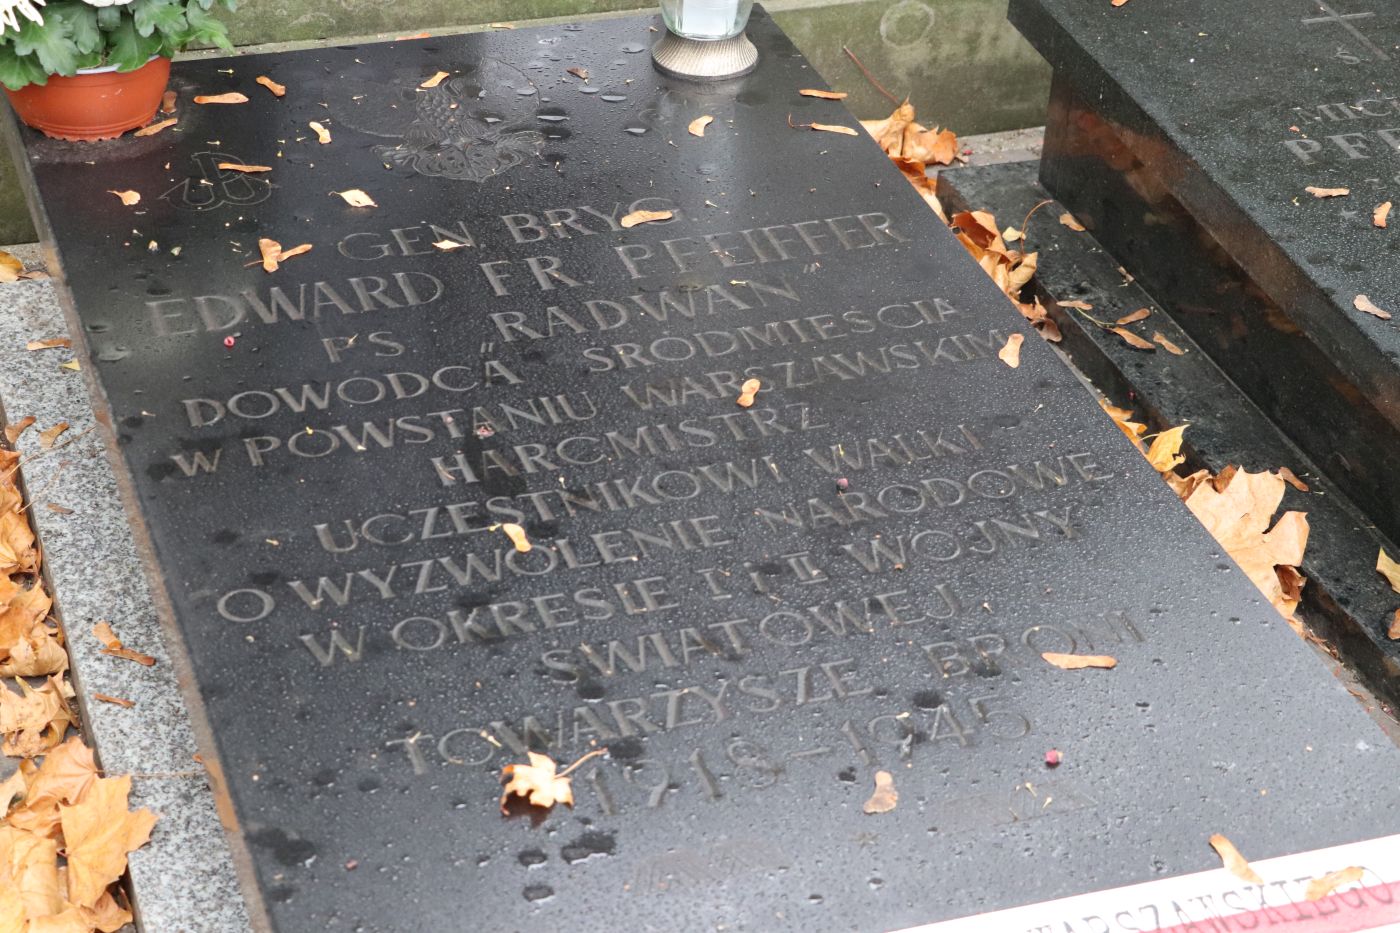 GEN BRYG
EDWARD FR. PFEIFFER
PS „RADWAN"
DOWODCA ŚRODMIEŚCIA
W POWSTANIU WARSZAWSKIM
HARCMISTRZ
UCZESTNIKOWI WALKI
O WYZWOLENIE NARODOWE
W OKRESIE I i II WOJNY
ŚWIATOWEJ
TOWARZYSZE BRONI
1918-1945
WARSZAWSKIEGO